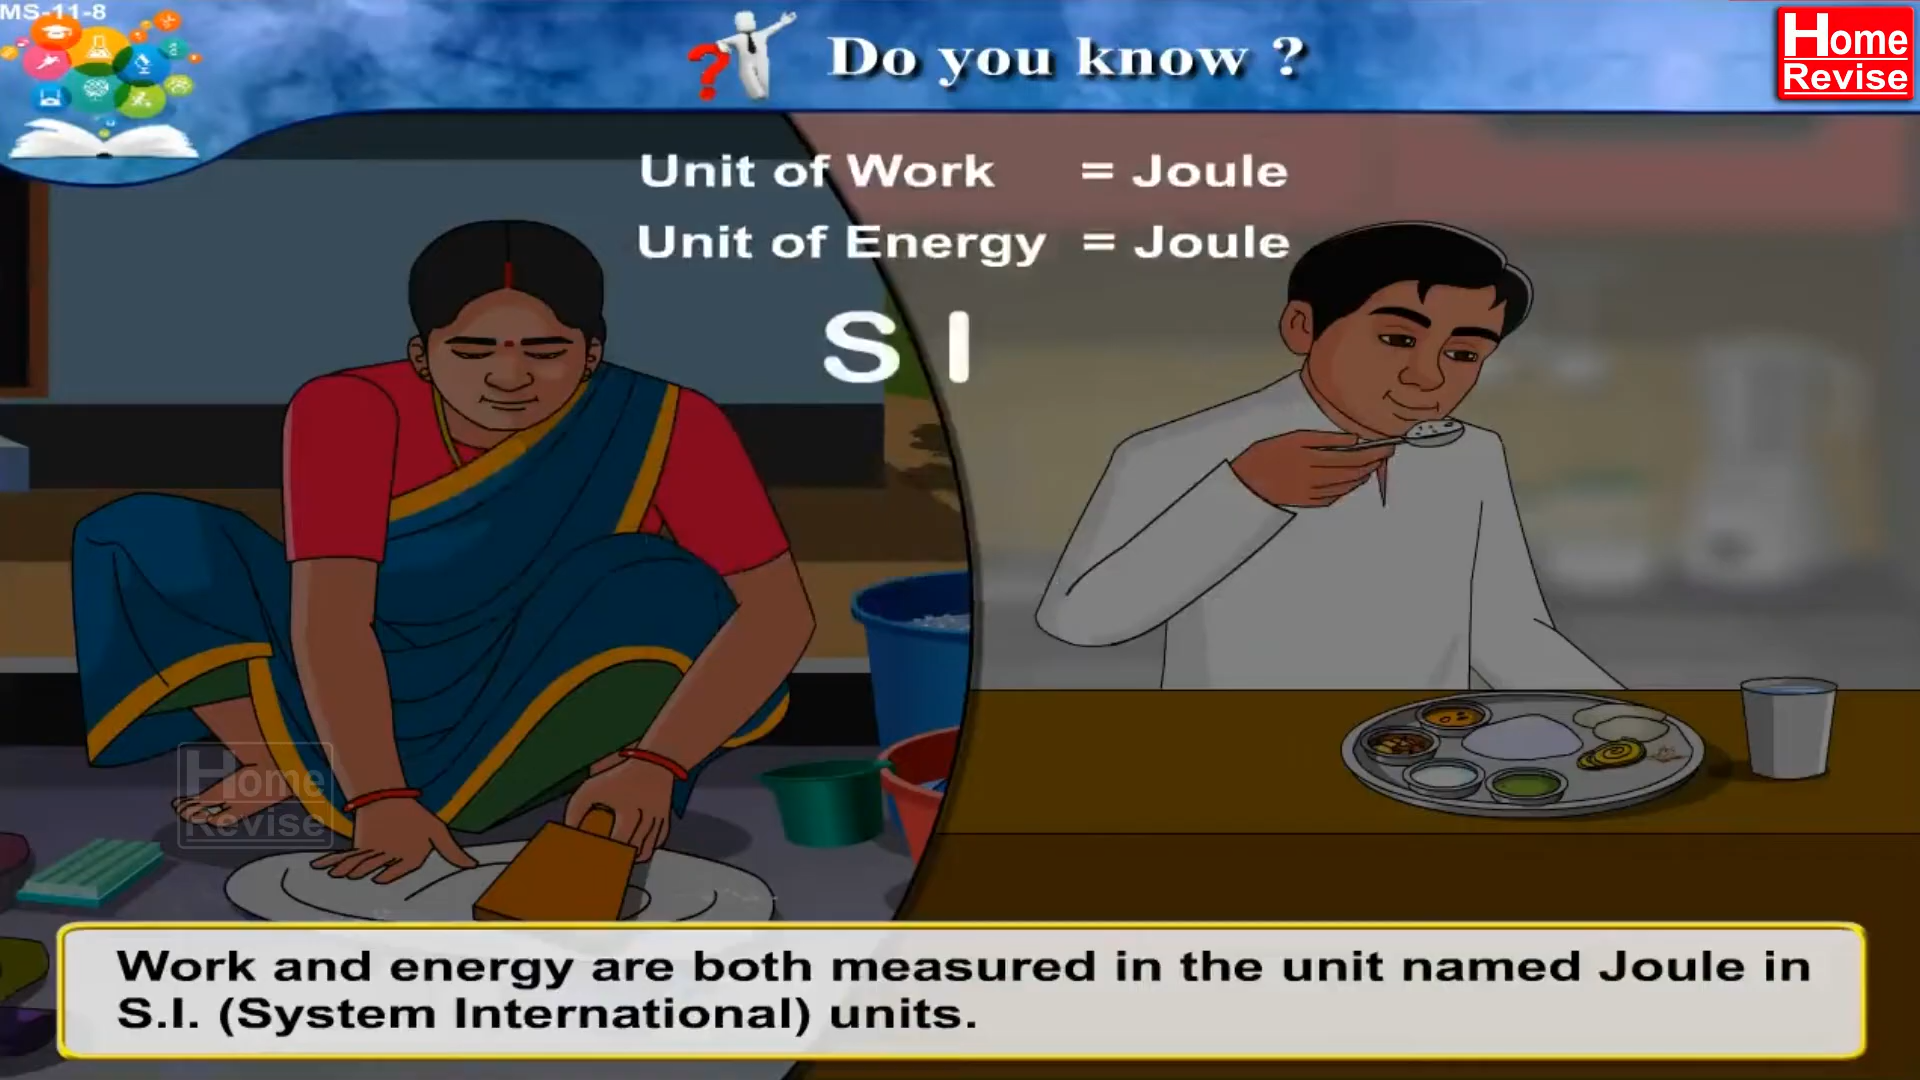 MS-11-8
Do you know ?
Home
Revise
Unit of Work = Joule
Unit of Energy = Joule
S I
Home
Revise
Work and energy are both measured in the unit named Joule in
S.I. (System International) units.